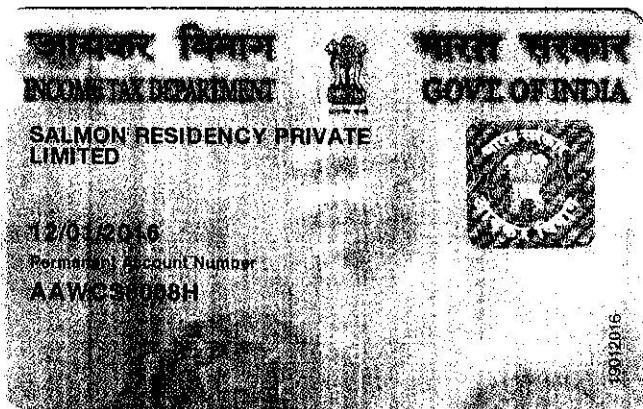 आयकर विभाग
भारत सरकार
INCOME TAX DEPARTMENT
GOVT. OF INDIA
SALMON RESIDENCY PRIVATE
LIMITED
12/01/2016
Permanent Account Number
19012016